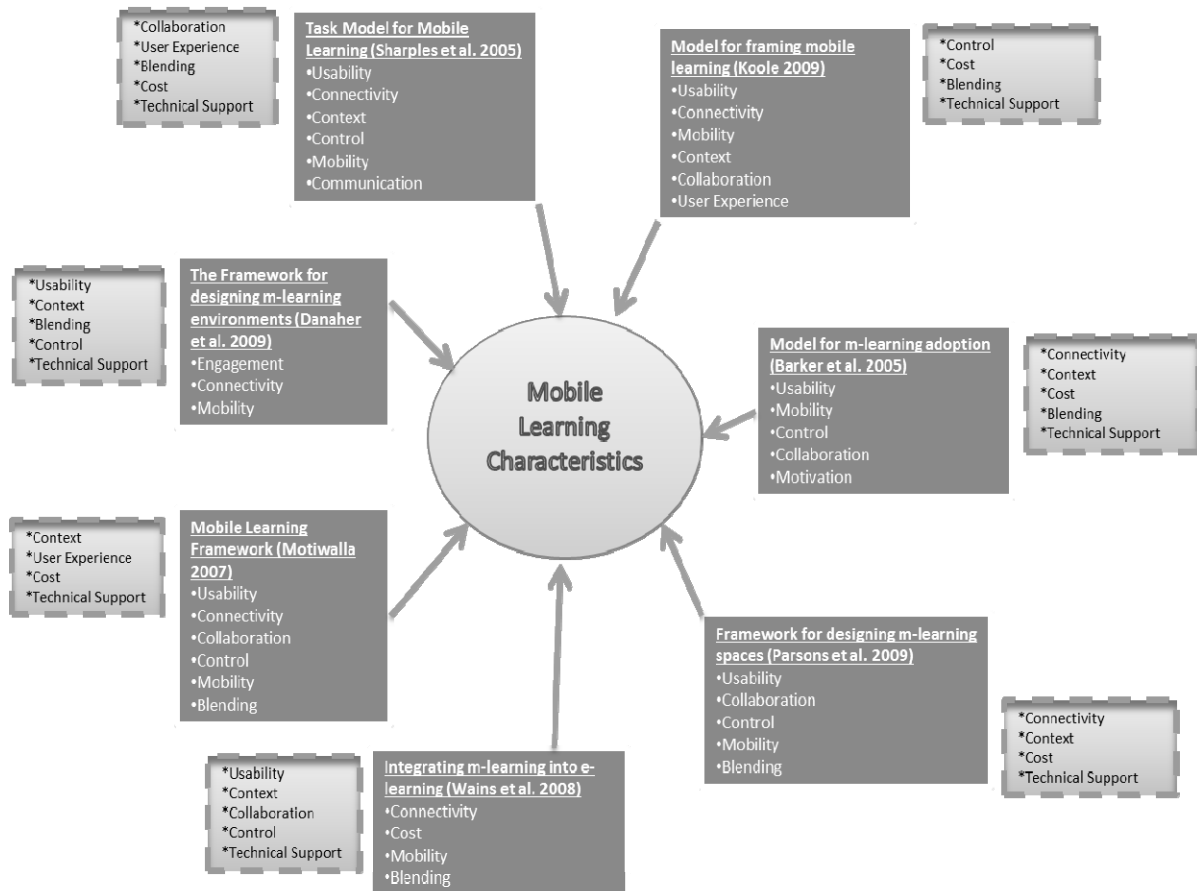 *Collaboration
*User Experience
*Blending
*Cost
*Technical Support
Task Model for Mobile
Learning (Sharples et al. 2005)
•Usability
•Connectivity
•Context
•Control
•Mobility
•Communication
Model for framing mobile
learning (Koole 2009)
•Usability
•Connectivity
•Mobility
•Context
•Collaboration
•User Experience
*Control
*Cost
*Blending
*Technical Support
*Usability
*Context
*Blending
*Control
*Technical Support
The Framework for
designing m-learning
environments (Danaher
et al. 2009)
•Engagement
•Connectivity
•Mobility
Mobile
Learning
Characteristics
Model for m-learning adoption
(Barker et al. 2005)
•Usability
•Mobility
•Control
•Collaboration
•Motivation
*Connectivity
*Context
*Cost
*Blending
*Technical Support
*Context
*User Experience
*Cost
*Technical Support
Mobile Learning
Framework (Motiwalla
2007)
•Usability
•Connectivity
•Collaboration
•Control
•Mobility
•Blending
Framework for designing m-learning
spaces (Parsons et al. 2009)
•Usability
•Collaboration
•Control
•Mobility
•Blending
*Connectivity
*Context
*Cost
*Technical Support
*Usability
*Context
*Collaboration
*Control
*Technical Support
Integrating m-learning into e-
learning (Wains et al. 2008)
•Connectivity
•Cost
•Mobility
•Blending